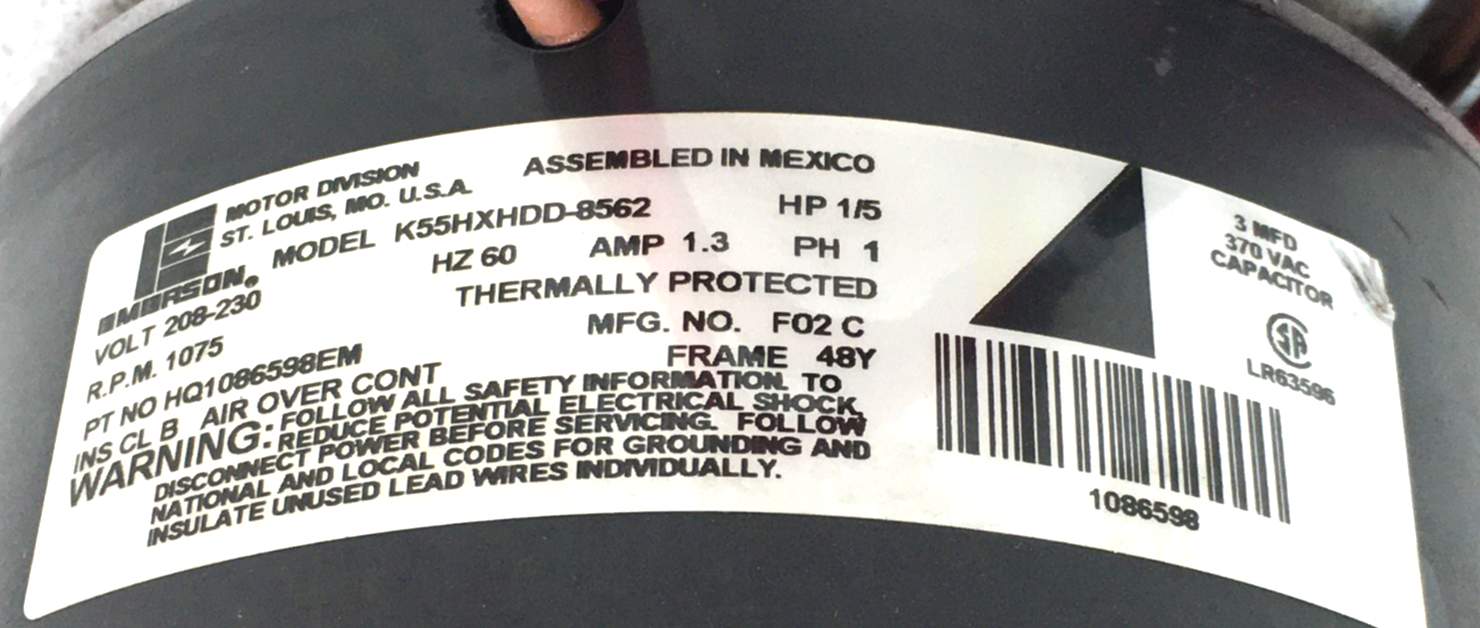 MOTOR DIVISION
ST. LOUIS, MO. U.S.A.
EMERSON®
ASSEMBLED IN MEXICO
MODEL K55HXHDD-8562 HP 1/5
VOLT 208-230 HZ 60 AMP 1.3 PH 1
R.P.M. 1075 THERMALLY PROTECTED
PT NO HQ1086598EM MFG. NO. F02 C
INS CL B AIR OVER CONT FRAME 48Y
WARNING: FOLLOW ALL SAFETY INFORMATION. TO
REDUCE POTENTIAL ELECTRICAL SHOCK,
DISCONNECT POWER BEFORE SERVICING. FOLLOW
NATIONAL AND LOCAL CODES FOR GROUNDING AND
INSULATE UNUSED LEAD WIRES INDIVIDUALLY.
3 MFD
370 VAC
CAPACITOR
SA
LR63596
1086598